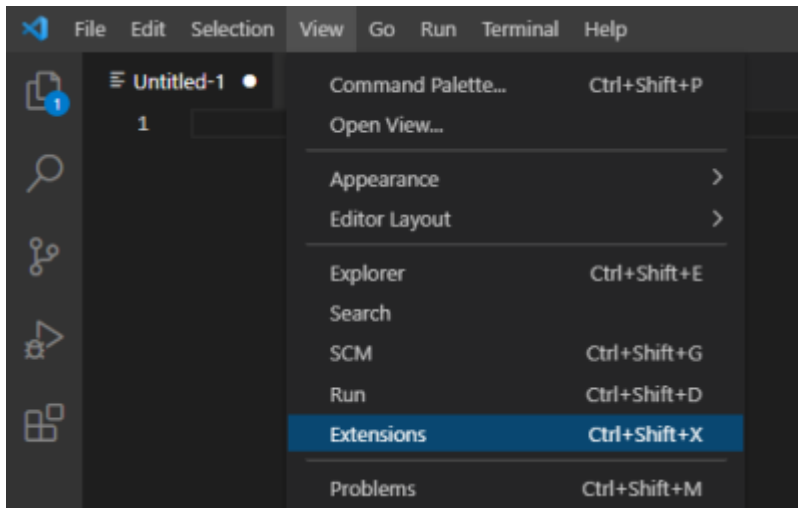 File Edit Selection View Go Run Terminal Help
Untitled-1
1
1
Command Palette... Ctrl+Shift+P
Open View...
Appearance
Editor Layout
Explorer Ctrl+Shift+E
Search
SCM Ctrl+Shift+G
Run Ctrl+Shift+D
Extensions Ctrl+Shift+X
Problems Ctrl+Shift+M